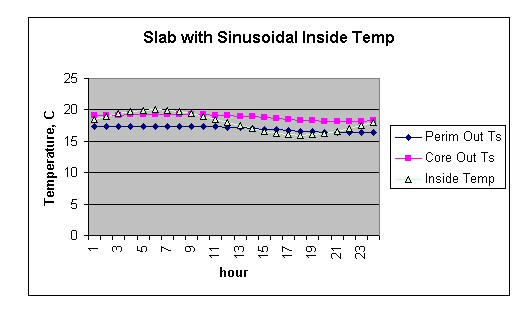 Slab with Sinusoidal Inside Temp
25
20
15
10
5
0
Temperature, C
1 3 5 7 9 11 13 15 17 19 21 23
hour
Perim Out Ts
Core Out Ts
Inside Temp